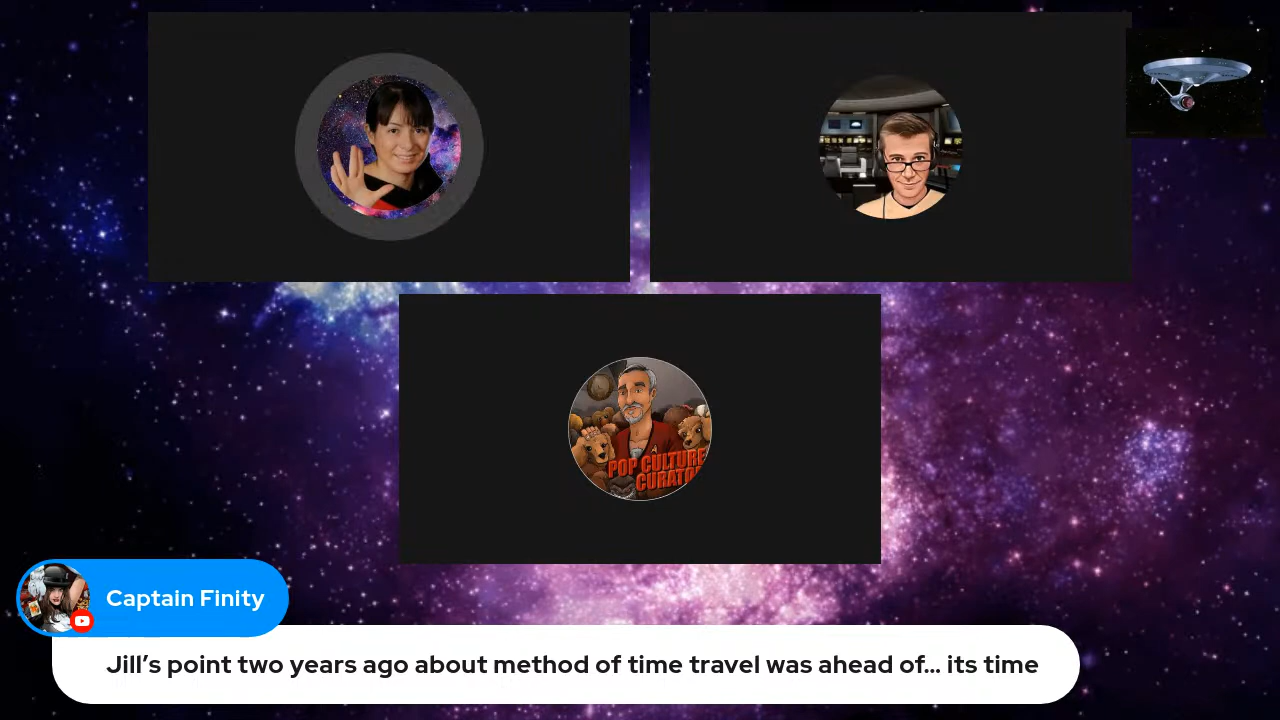 POP CULTURE
CURATO
Captain Finity
Jill’s point two years ago about method of time travel was ahead of... its time